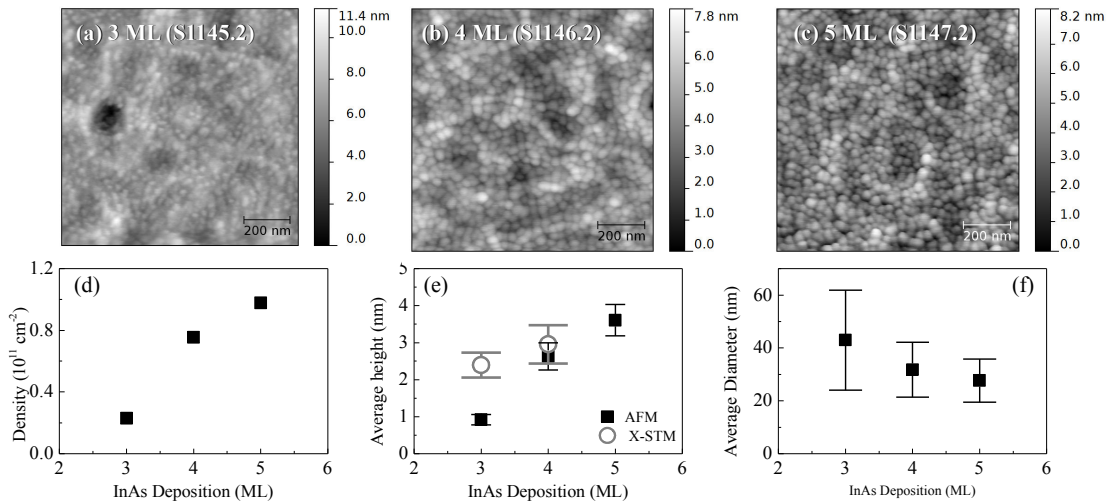 (a) 3 ML (S1145.2)
11.4 nm
10.0
8.0
6.0
4.0
2.0
0.0
200 nm
(b) 4 ML (S1146.2)
7.8 nm
7.0
6.0
5.0
4.0
3.0
2.0
1.0
0.0
200 nm
(c) 5 ML (S1147.2)
8.2 nm
7.0
6.0
5.0
4.0
3.0
2.0
1.0
0.0
200 nm
(d)
Density (10¹¹ cm⁻²)
1.2
0.8
0.4
0.0
2 3 4 5 6
InAs Deposition (ML)
(e)
Average height (nm)
5
4
3
2
1
0
AFM
X-STM
2 3 4 5 6
InAs Deposition (ML)
(f)
Average Diameter (nm)
60
40
20
0
2 3 4 5 6
InAs Deposition (ML)